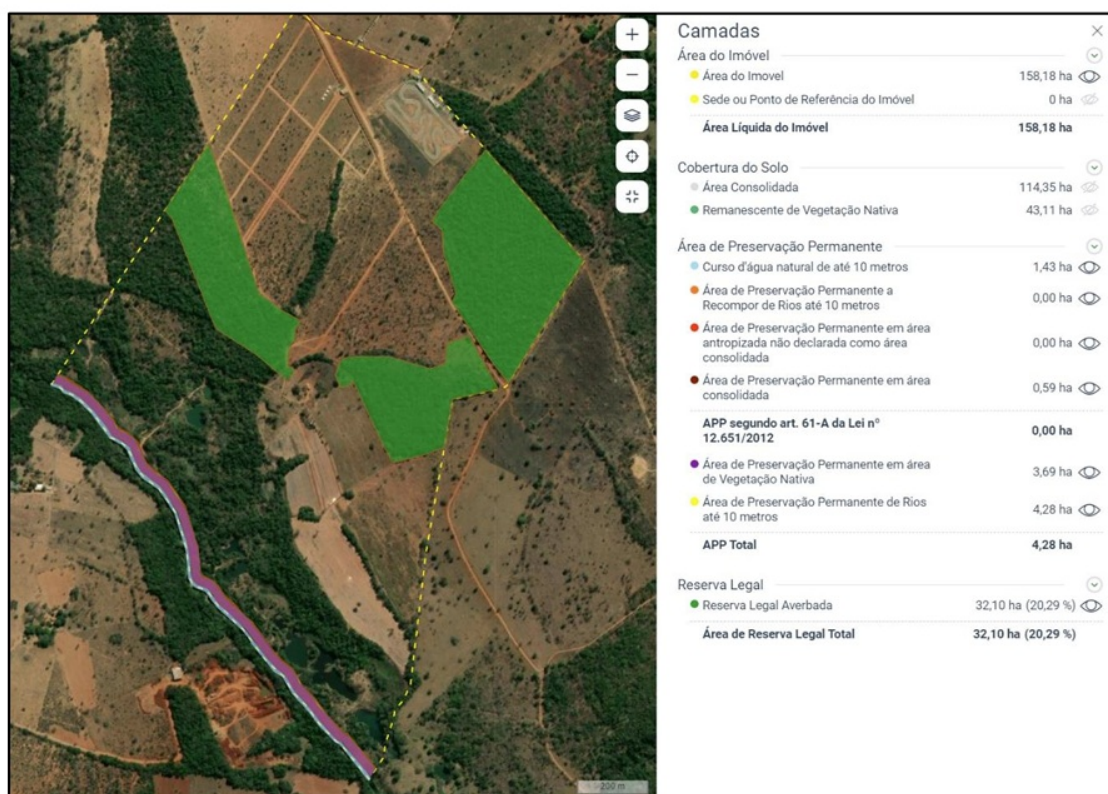 Camadas
Área do Imóvel
Área do Imovel 158,18 ha
Sede ou Ponto de Referência do Imóvel 0 ha
Área Líquida do Imóvel 158,18 ha
Cobertura do Solo
Área Consolidada 114,35 ha
Remanescente de Vegetação Nativa 43,11 ha
Área de Preservação Permanente
Curso d'água natural de até 10 metros 1,43 ha
Área de Preservação Permanente a
Recompor de Rios até 10 metros 0,00 ha
Área de Preservação Permanente em área
antropizada não declarada como área
consolidada 0,00 ha
Área de Preservação Permanente em área
consolidada 0,59 ha
APP segundo art. 61-A da Lei nº
12.651/2012 0,00 ha
Área de Preservação Permanente em área
de Vegetação Nativa 3,69 ha
Área de Preservação Permanente de Rios
até 10 metros 4,28 ha
APP Total 4,28 ha
Reserva Legal
Reserva Legal Averbada 32,10 ha (20,29 %)
Área de Reserva Legal Total 32,10 ha (20,29 %)
200 m